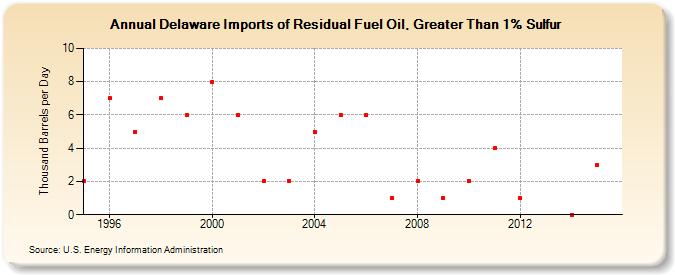 Annual Delaware Imports of Residual Fuel Oil, Greater Than 1% Sulfur
Thousand Barrels per Day
10
8
6
4
2
0
1996 2000 2004 2008 2012
Source: U.S. Energy Information Administration